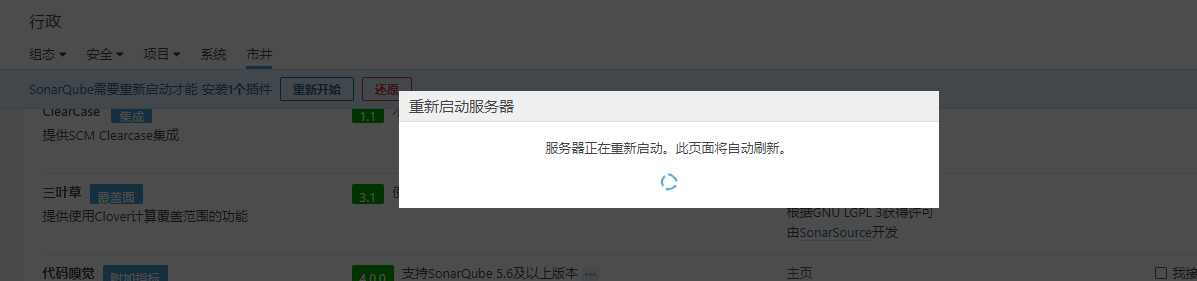 行政
组态 安全 项目 系统 市井
SonarQube需要重新启动才能 安装1个插件 重新开始 还原
重新启动服务器
服务器正在重新启动。此页面将自动刷新。
ClearCase 集成 1.1
提供SCM Clearcase集成
三叶草 覆盖面 3.1
提供使用Clover计算覆盖范围的功能
根据GNU LGPL 3获得许可
由SonarSource开发
代码嗅觉 附加指标 4.0.0 支持SonarQube 5.6及以上版本 主页 我接